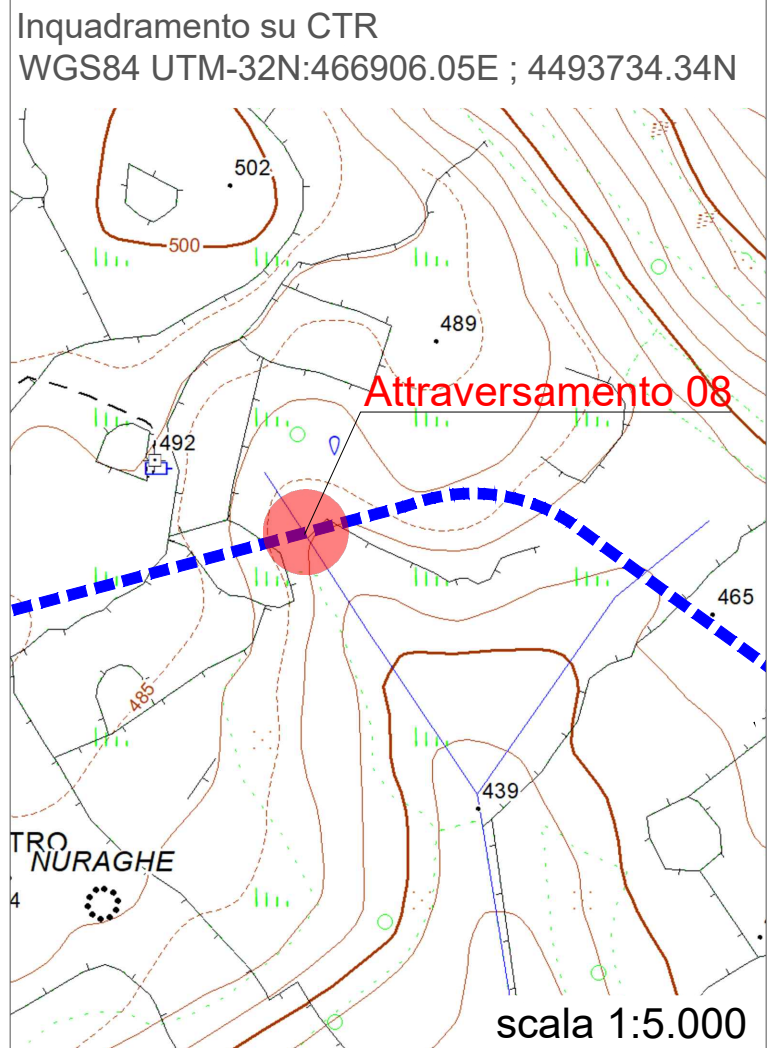 Inquadramento su CTR
WGS84 UTM-32N:466906.05E ; 4493734.34N
502
500
489
Attraversamento 08
492
465
485
439
TRO
NURAGHE
4
scala 1:5.000